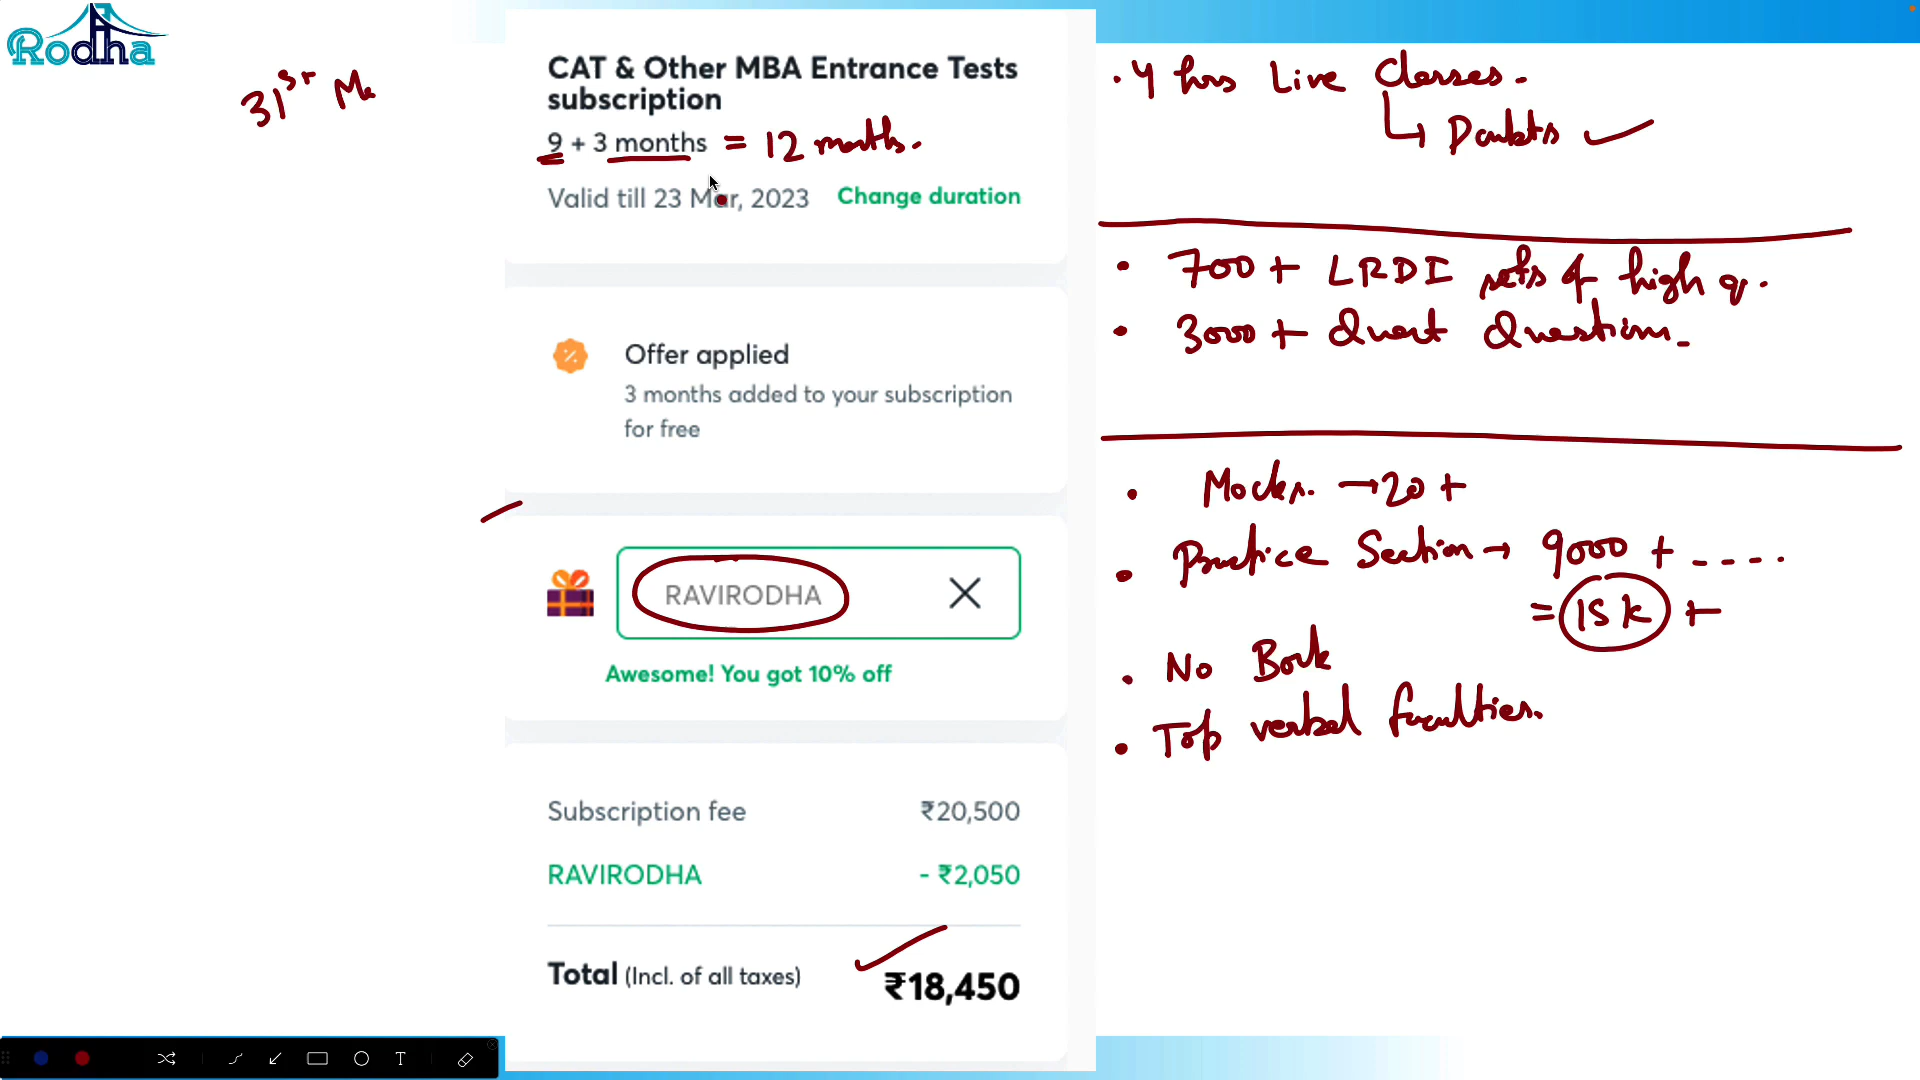 Rodha
31st Ma
CAT & Other MBA Entrance Tests
subscription
9 + 3 months = 12 months.
Valid till 23 Mar, 2023 Change duration
Offer applied
3 months added to your subscription
for free
RAVIRODHA
Awesome! You got 10% off
Subscription fee ₹20,500
RAVIRODHA - ₹2,050
Total (Incl. of all taxes) ₹18,450
• 4 hrs Live Classes.
↳ Doubts ✓
• 700 + LRDI sets of high q.
• 3000 + Quant Questions.
• Mocks. → 20 +
• Practice Section → 9000 + ....
= 15 k +
• No Book
• Top verbal faculties.
T